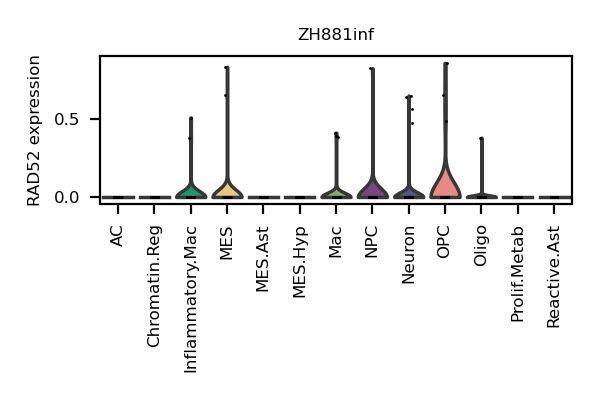 ZH881inf
RAD52 expression
0.5
0.0
AC
Chromatin.Reg
Inflammatory.Mac
MES
MES.Ast
MES.Hyp
Mac
NPC
Neuron
OPC
Oligo
Prolif.Metab
Reactive.Ast